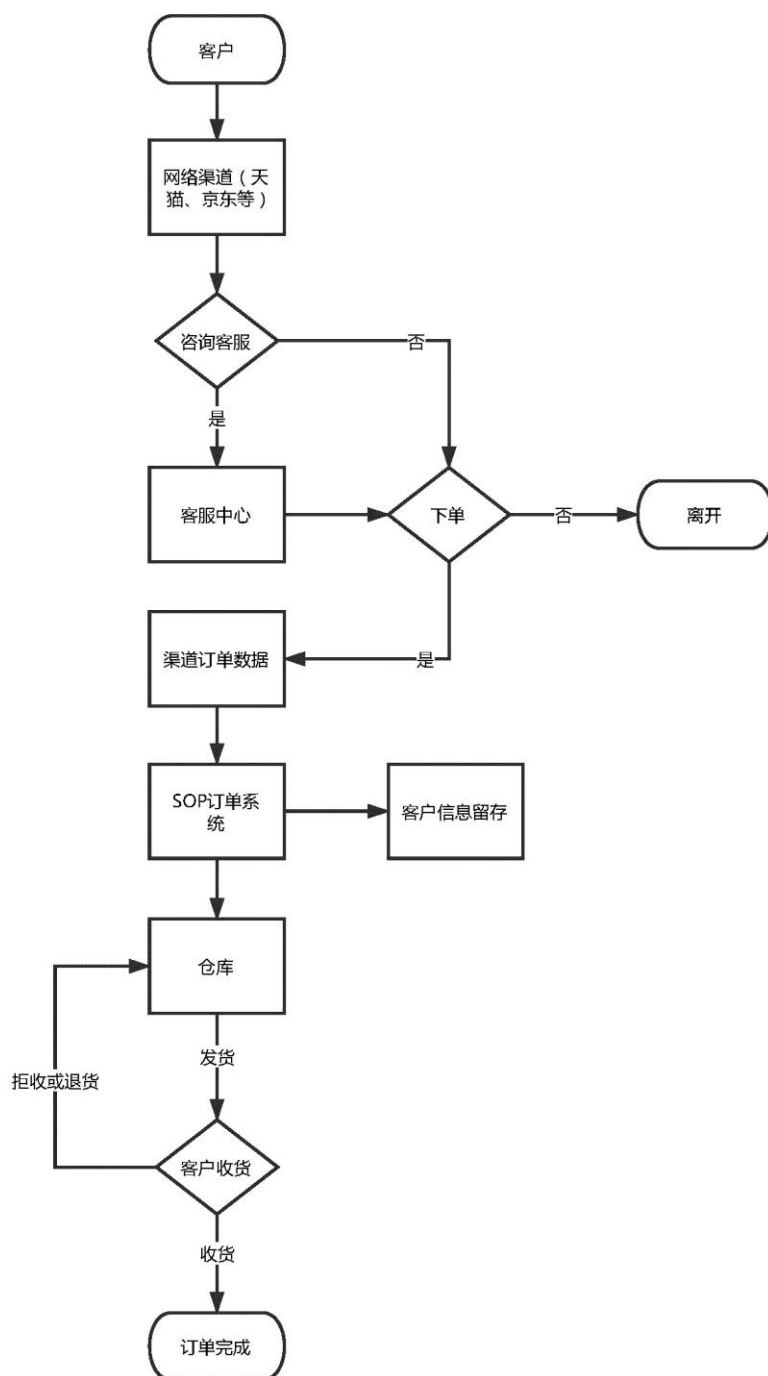 客户
网络渠道（天
猫、京东等）
咨询客服
否
是
客服中心
下单
否
离开
渠道订单数据
是
SOP订单系
统
客户信息留存
仓库
发货
拒收或退货
客户收货
收货
订单完成